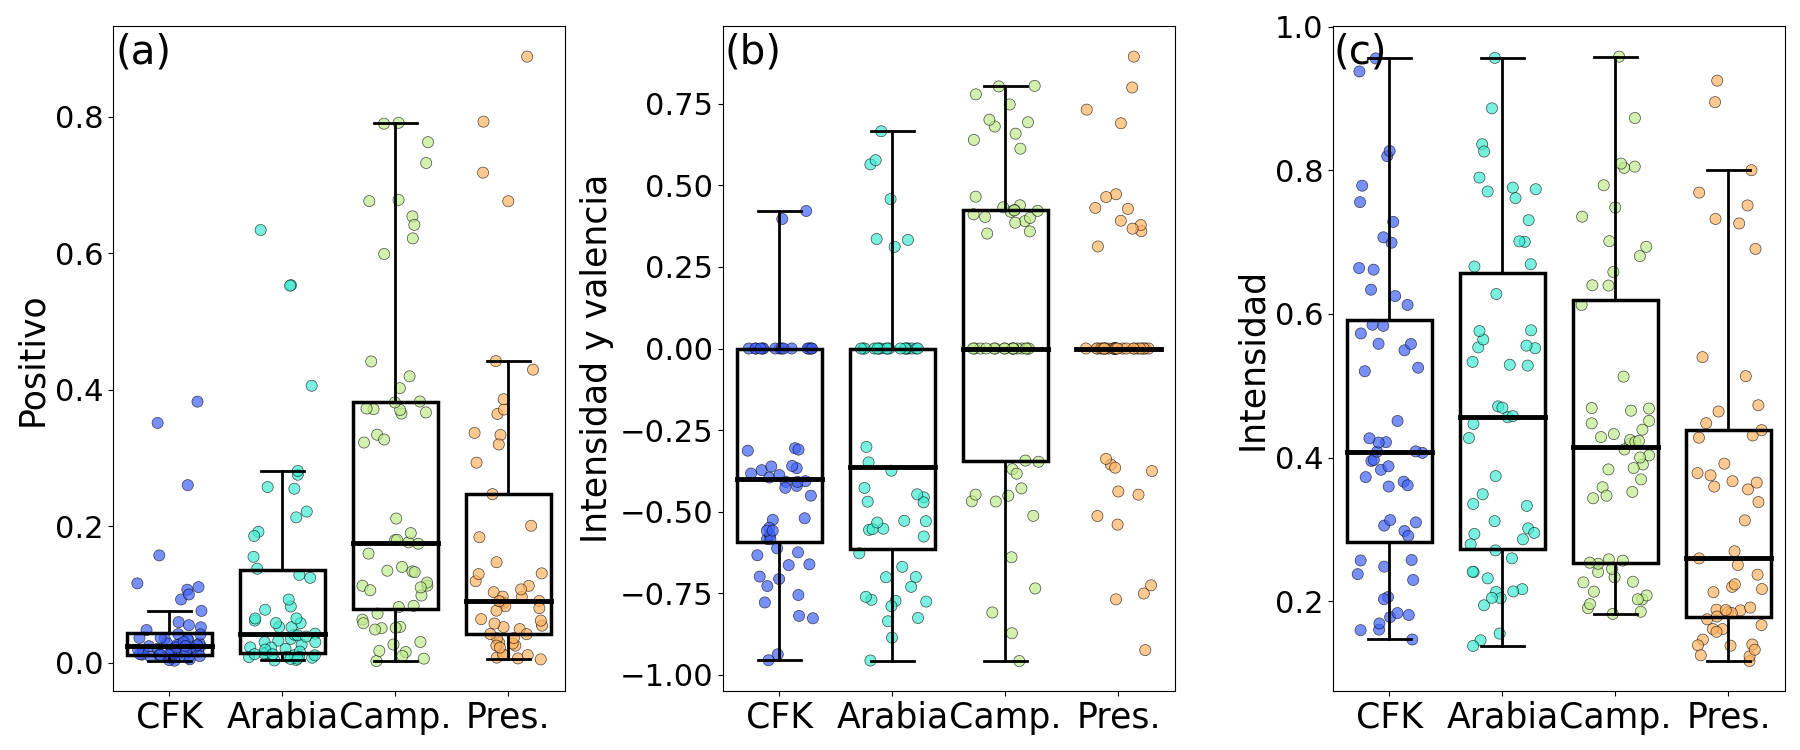 (a)
Positivo
0.8
0.6
0.4
0.2
0.0
CFK Arabia Camp. Pres.
(b)
Intensidad y valencia
0.75
0.50
0.25
0.00
−0.25
−0.50
−0.75
−1.00
CFK Arabia Camp. Pres.
(c)
Intensidad
1.0
0.8
0.6
0.4
0.2
CFK Arabia Camp. Pres.